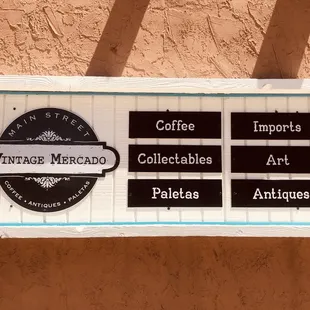 MAIN STREET
VINTAGE MERCADO
COFFEE • ANTIQUES • PALETAS
Coffee
Collectables
Paletas
Imports
Art
Antiques